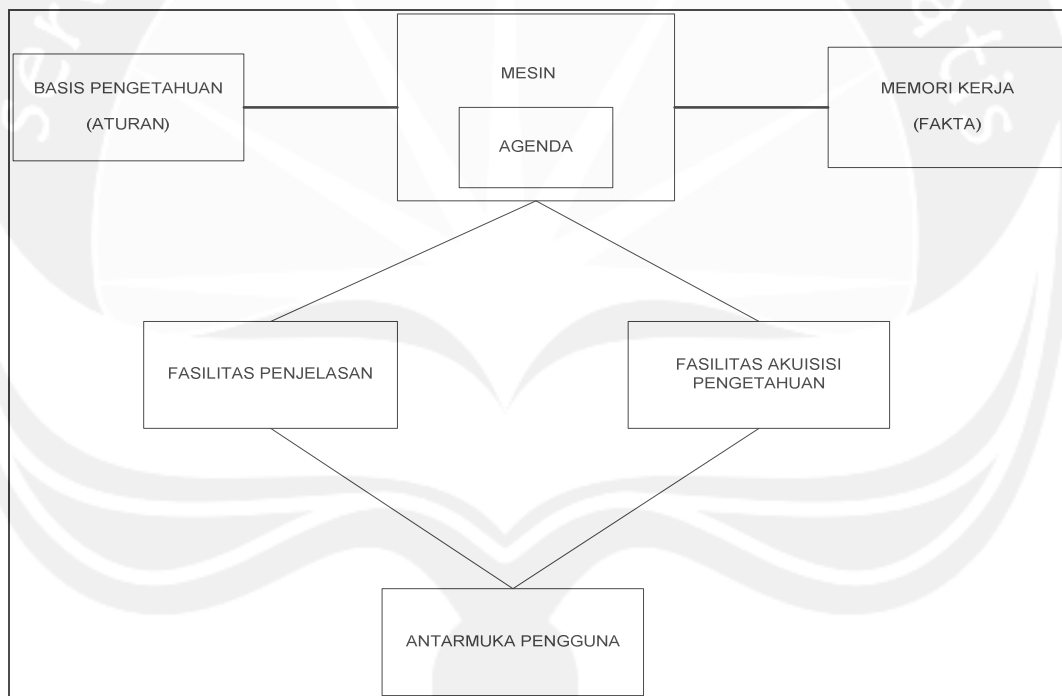 MESIN
BASIS PENGETAHUAN
(ATURAN)
AGENDA
MEMORI KERJA
(FAKTA)
FASILITAS PENJELASAN
FASILITAS AKUISISI
PENGETAHUAN
ANTARMUKA PENGGUNA